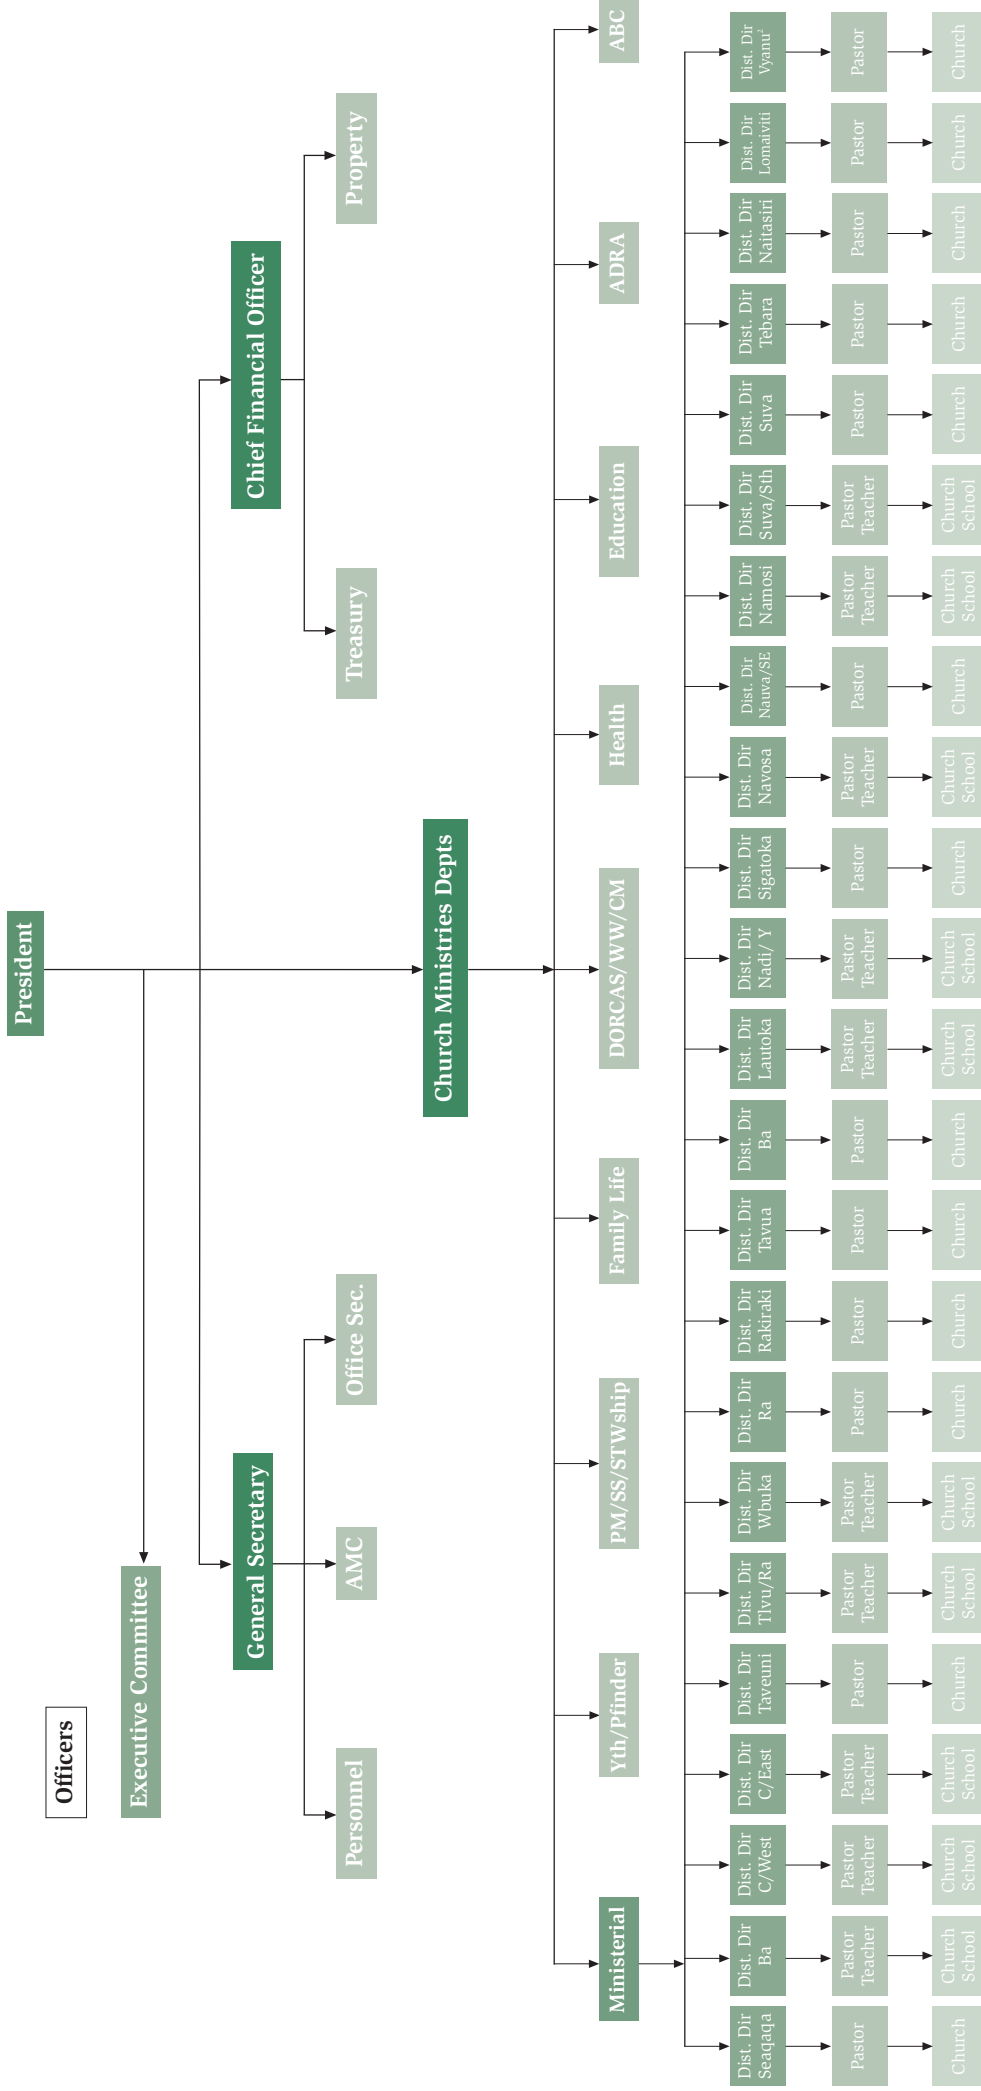 President
Officers
Executive Committee
General Secretary
Chief Financial Officer
Personnel
AMC
Office Sec.
Treasury
Property
Church Ministries Depts
Ministerial
Yth/Pfinder
PM/SS/STWship
Family Life
DORCAS/WW/CM
Health
Education
ADRA
ABC
Dist. Dir
Seaqaqa
Dist. Dir
Ba
Dist. Dir
C/West
Dist. Dir
C/East
Dist. Dir
Taveuni
Dist. Dir
Tlvu/Ra
Dist. Dir
Wbuka
Dist. Dir
Ra
Dist. Dir
Rakiraki
Dist. Dir
Tavua
Dist. Dir
Ba
Dist. Dir
Lautoka
Dist. Dir
Nadi/ Y
Dist. Dir
Sigatoka
Dist. Dir
Navosa
Dist. Dir
Nauva/SE
Dist. Dir
Namosi
Dist. Dir
Suva/Sth
Dist. Dir
Suva
Dist. Dir
Tebara
Dist. Dir
Naitasiri
Dist. Dir
Lomaiviti
Dist. Dir
Vyanu²
Pastor
Pastor
Teacher
Pastor
Teacher
Pastor
Teacher
Pastor
Pastor
Teacher
Pastor
Teacher
Pastor
Pastor
Pastor
Pastor
Pastor
Teacher
Pastor
Teacher
Pastor
Pastor
Teacher
Pastor
Pastor
Teacher
Pastor
Teacher
Pastor
Pastor
Pastor
Pastor
Pastor
Church
Church
School
Church
School
Church
School
Church
Church
School
Church
School
Church
Church
Church
Church
Church
School
Church
School
Church
Church
School
Church
Church
School
Church
School
Church
Church
Church
Church
Church